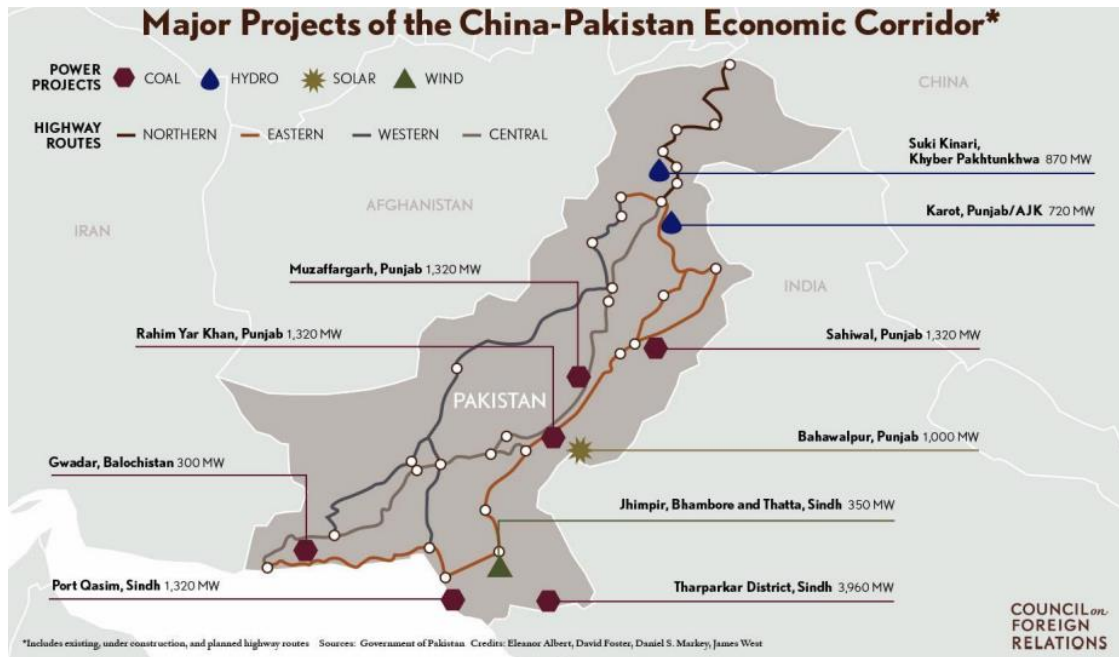 Major Projects of the China-Pakistan Economic Corridor*
POWER
PROJECTS
COAL
HYDRO
SOLAR
WIND
HIGHWAY
ROUTES
NORTHERN
EASTERN
WESTERN
CENTRAL
CHINA
Suki Kinari,
Khyber Pakhtunkhwa 870 MW
AFGHANISTAN
Karot, Punjab/AJK 720 MW
IRAN
Muzaffargarh, Punjab 1,320 MW
INDIA
Rahim Yar Khan, Punjab 1,320 MW
Sahiwal, Punjab 1,320 MW
PAKISTAN
Bahawalpur, Punjab 1,000 MW
Gwadar, Balochistan 300 MW
Jhimpir, Bhambore and Thatta, Sindh 350 MW
Port Qasim, Sindh 1,320 MW
Tharparkar District, Sindh 3,960 MW
COUNCIL on
FOREIGN
RELATIONS
*Includes existing, under construction, and planned highway routes Sources: Government of Pakistan Credits: Eleanor Albert, David Foster, Daniel S. Markey, James West